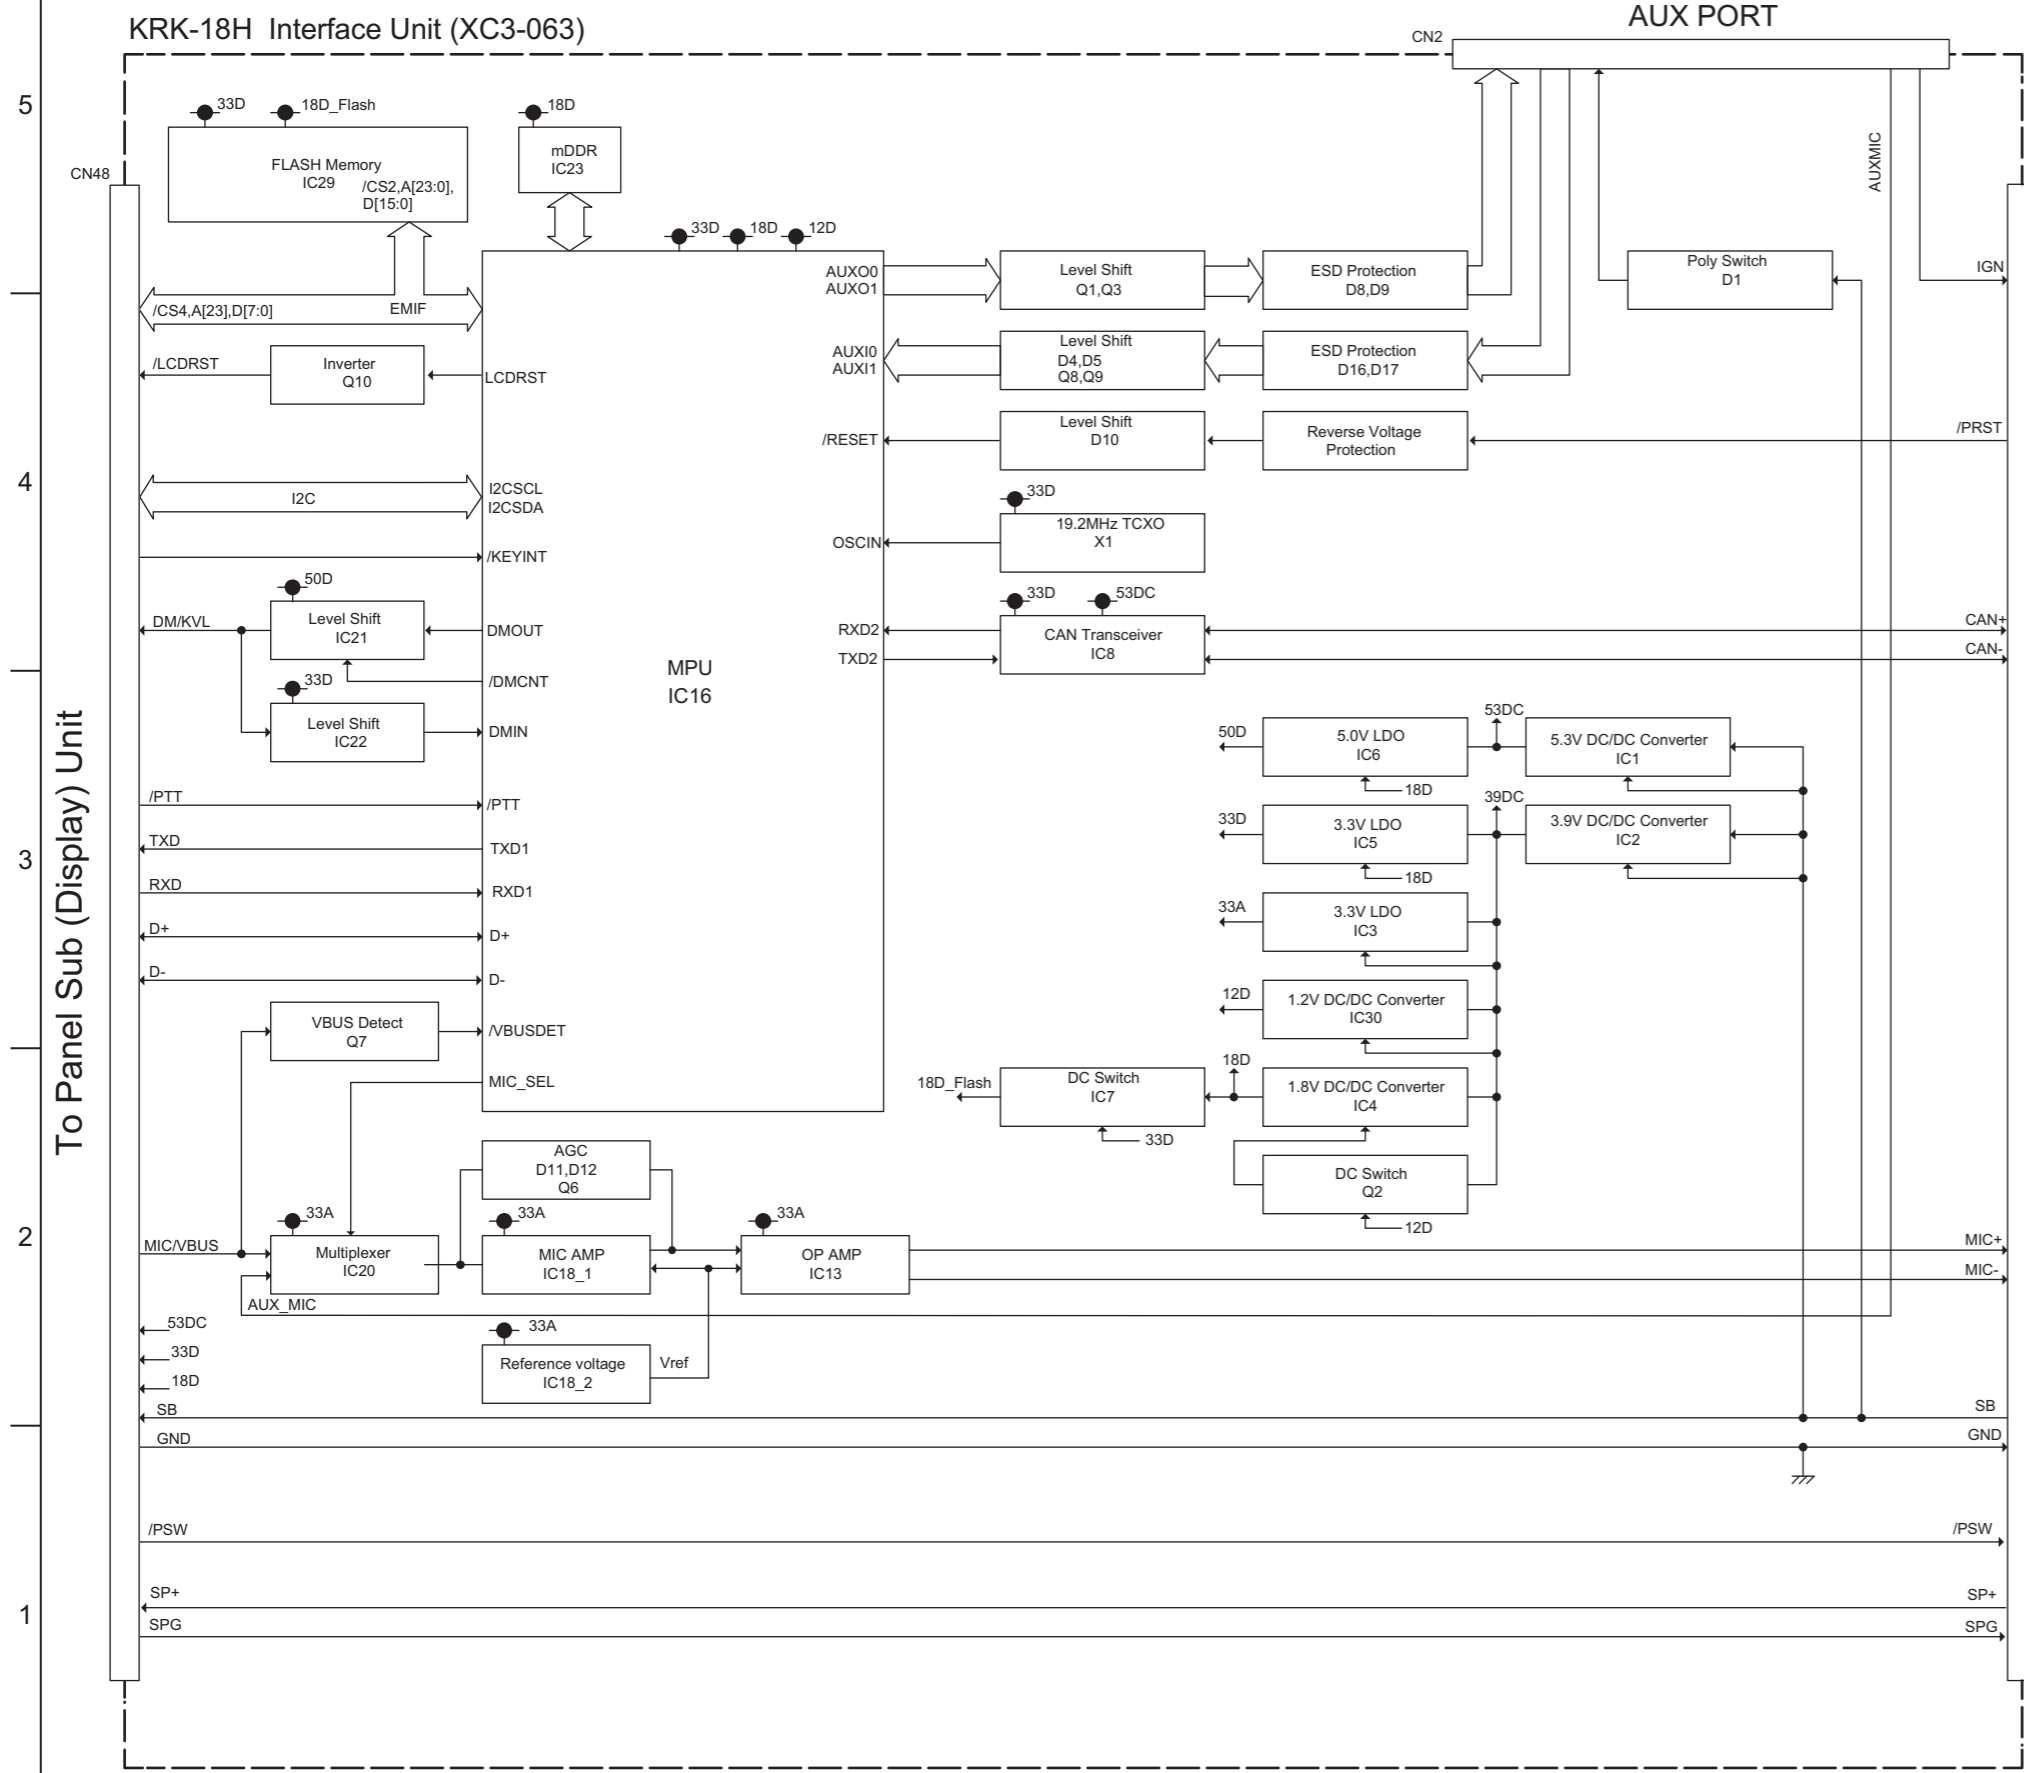 KRK-18H Interface Unit (XC3-063)
AUX PORT
CN2
5
4
3
2
1
To Panel Sub (Display) Unit
CN48
33D
18D_Flash
FLASH Memory
IC29
/CS2,A[23:0],
D[15:0]
18D
mDDR
IC23
33D
18D
12D
AUXMIC
/CS4,A[23],D[7:0]
EMIF
AUXO0
AUXO1
Level Shift
Q1,Q3
ESD Protection
D8,D9
Poly Switch
D1
IGN
/LCDRST
Inverter
Q10
LCDRST
AUXI0
AUXI1
Level Shift
D4,D5
Q8,Q9
ESD Protection
D16,D17
/RESET
Level Shift
D10
Reverse Voltage
Protection
/PRST
I2C
I2CSCL
I2CSDA
33D
19.2MHz TCXO
X1
OSCIN
/KEYINT
50D
DM/KVL
Level Shift
IC21
DMOUT
/DMCNT
33D
Level Shift
IC22
DMIN
MPU
IC16
33D
53DC
RXD2
TXD2
CAN Transceiver
IC8
CAN+
CAN-
50D
5.0V LDO
IC6
18D
53DC
5.3V DC/DC Converter
IC1
33D
3.3V LDO
IC5
18D
39DC
3.9V DC/DC Converter
IC2
33A
3.3V LDO
IC3
12D
1.2V DC/DC Converter
IC30
18D_Flash
DC Switch
IC7
33D
18D
1.8V DC/DC Converter
IC4
DC Switch
Q2
12D
/PTT
/PTT
TXD
TXD1
RXD
RXD1
D+
D+
D-
D-
VBUS Detect
Q7
/VBUSDET
MIC_SEL
AGC
D11,D12
Q6
MIC/VBUS
33A
Multiplexer
IC20
33A
MIC AMP
IC18_1
33A
OP AMP
IC13
MIC+
MIC-
AUX_MIC
33A
Reference voltage
IC18_2
Vref
53DC
33D
18D
SB
SB
GND
GND
/PSW
/PSW
SP+
SP+
SPG
SPG